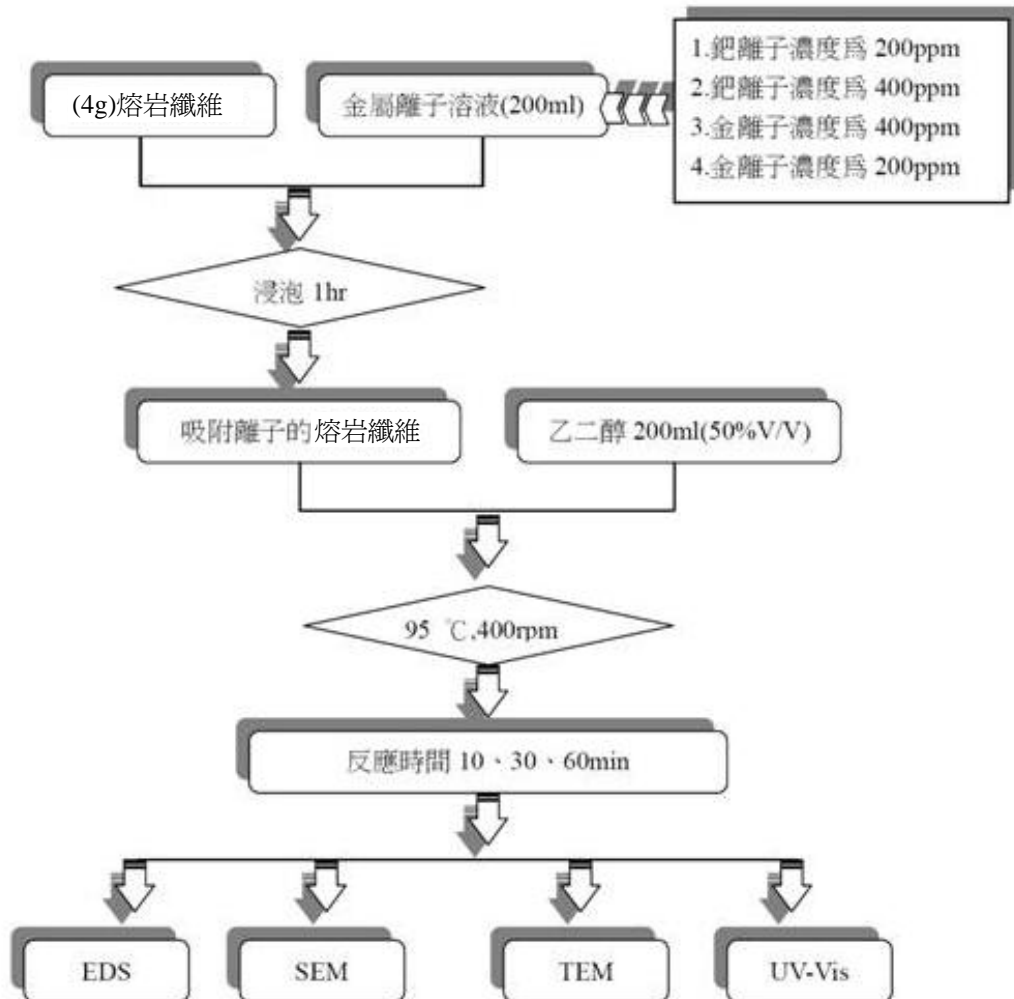 (4g)熔岩纖維
金屬離子溶液(200ml)
1.鈀離子濃度爲 200ppm
2.鈀離子濃度爲 400ppm
3.金離子濃度爲 400ppm
4.金離子濃度爲 200ppm
浸泡 1hr
吸附離子的熔岩纖維
乙二醇 200ml(50%V/V)
95 ℃,400rpm
反應時間 10、30、60min
EDS
SEM
TEM
UV-Vis